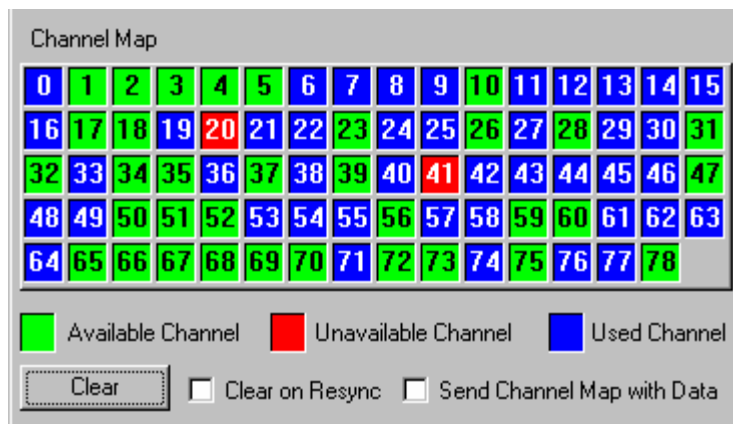 Channel Map
0 1 2 3 4 5 6 7 8 9 10 11 12 13 14 15
16 17 18 19 20 21 22 23 24 25 26 27 28 29 30 31
32 33 34 35 36 37 38 39 40 41 42 43 44 45 46 47
48 49 50 51 52 53 54 55 56 57 58 59 60 61 62 63
64 65 66 67 68 69 70 71 72 73 74 75 76 77 78
Available Channel Unavailable Channel Used Channel
Clear Clear on Resync Send Channel Map with Data